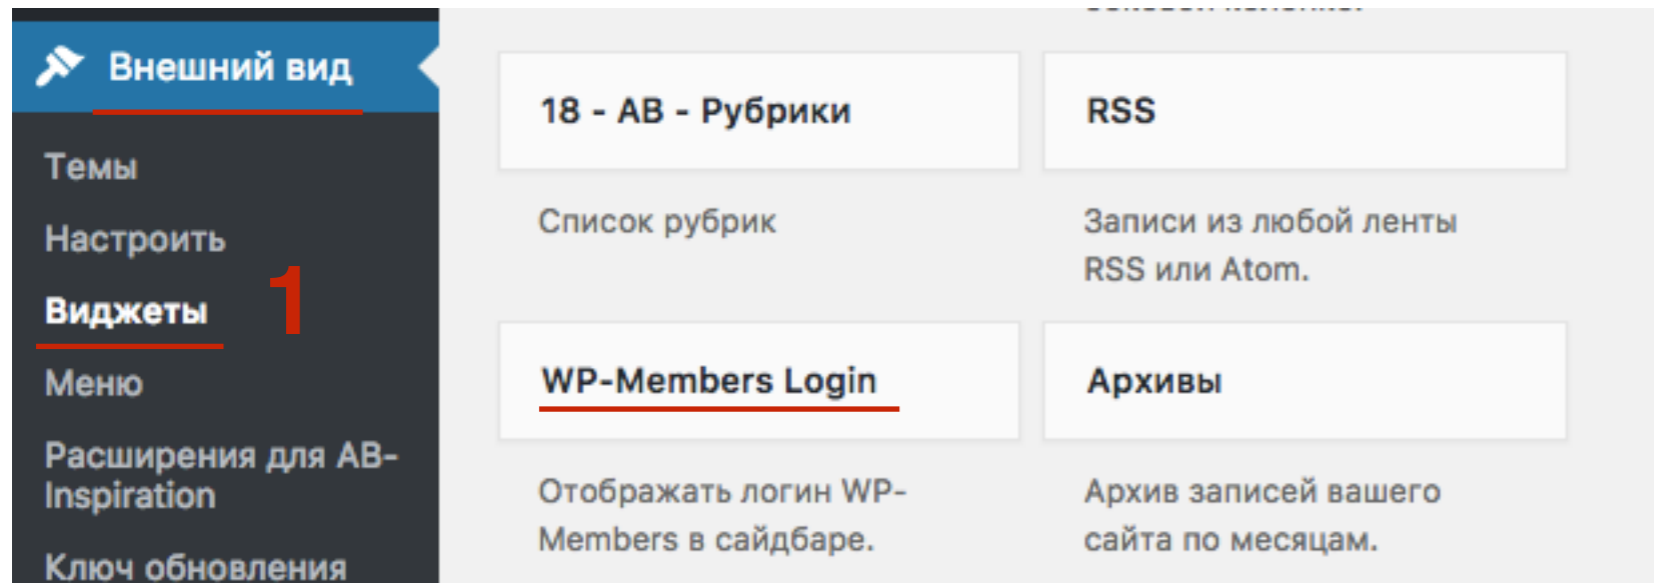 Внешний вид
Темы
Настроить
Виджеты
1
Меню
Расширения для АВ-
Inspiration
Ключ обновления
18 - АВ - Рубрики
Список рубрик
RSS
Записи из любой ленты
RSS или Atom.
WP-Members Login
Отображать логин WP-
Members в сайдбаре.
Архивы
Архив записей вашего
сайта по месяцам.